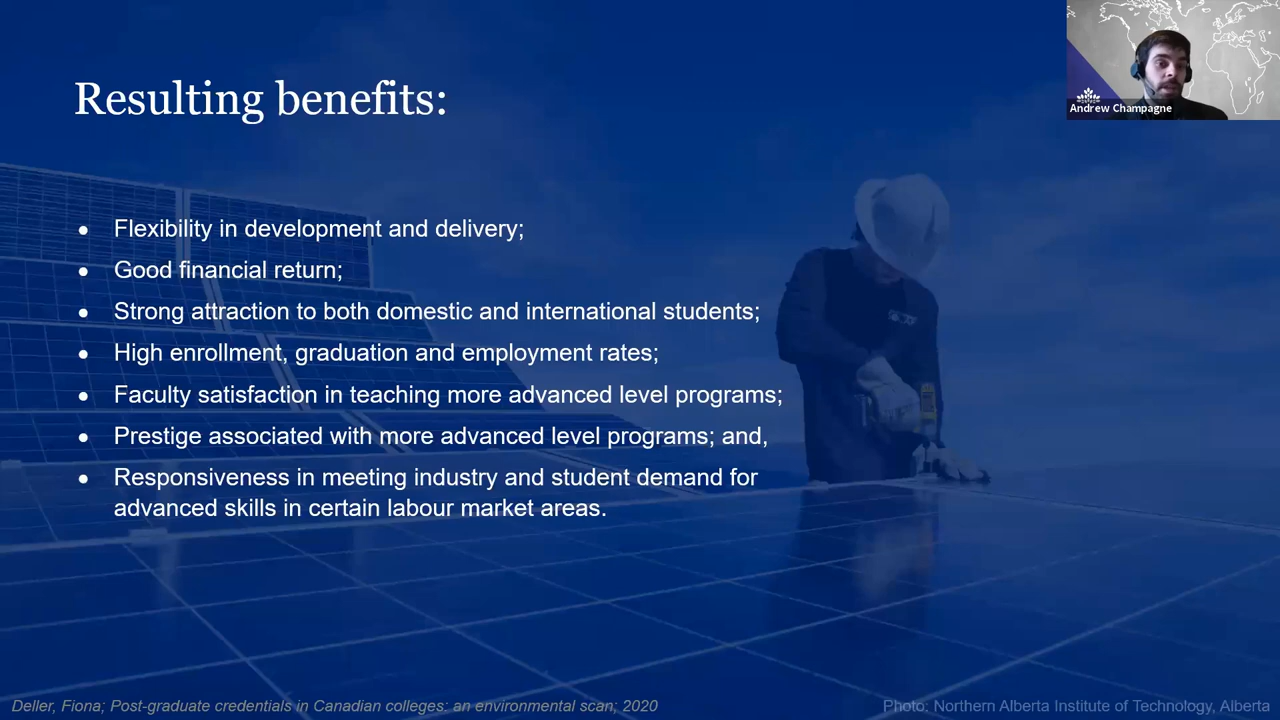 Resulting benefits:
Andrew Champagne
Flexibility in development and delivery;
Good financial return;
Strong attraction to both domestic and international students;
High enrollment, graduation and employment rates;
Faculty satisfaction in teaching more advanced level programs;
Prestige associated with more advanced level programs; and,
Responsiveness in meeting industry and student demand for
advanced skills in certain labour market areas.
Deller, Fiona; Post-graduate credentials in Canadian colleges: an environmental scan; 2020
Photo: Northern Alberta Institute of Technology, Alberta